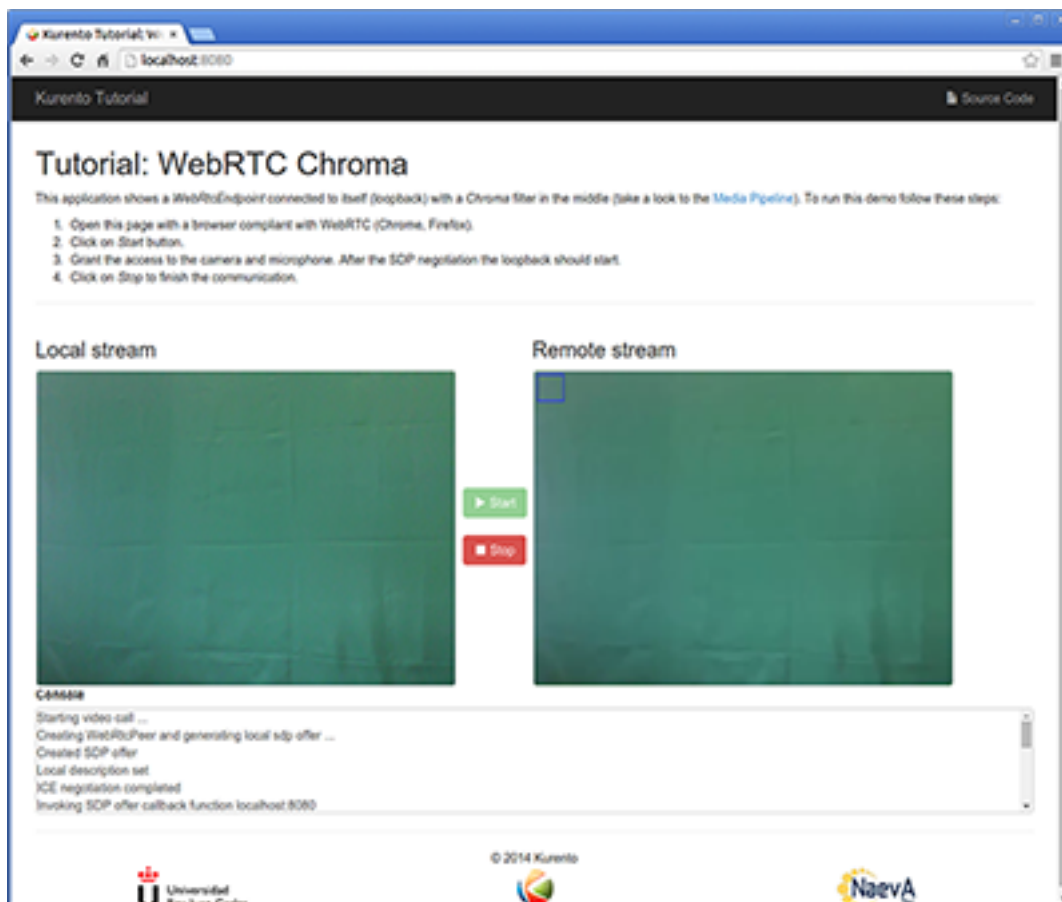 Kurento Tutorial: We
localhost:8080
Kurento Tutorial
Source Code
Tutorial: WebRTC Chroma
This application shows a WebRtcEndpoint connected to itself (loopback) with a Chroma filter in the middle (take a look to the Media Pipeline). To run this demo follow these steps:
1. Open this page with a browser compliant with WebRTC (Chrome, Firefox).
2. Click on Start button.
3. Grant the access to the camera and microphone. After the SDP negotiation the loopback should start.
4. Click on Stop to finish the communication.
Local stream
Remote stream
Start
Stop
Console
Starting video call ...
Creating WebRtcPeer and generating local sdp offer ...
Created SDP offer
Local description set
ICE negotiation completed
Invoking SDP offer callback function localhost:8080
© 2014 Kurento
Universidad
NaevA